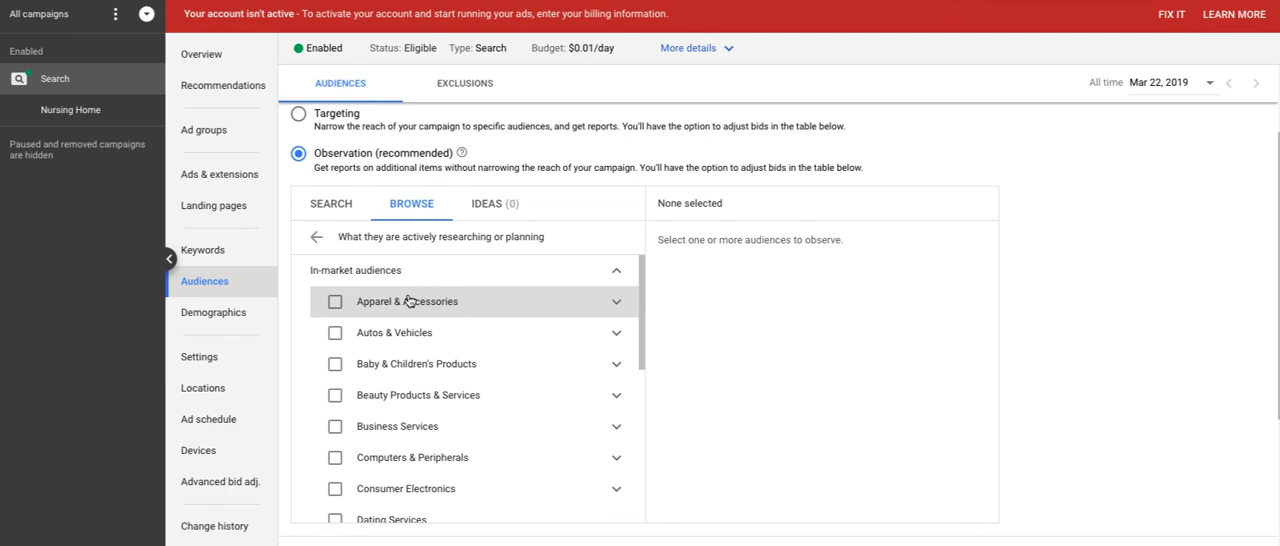 All campaigns
Your account isn't active - To activate your account and start running your ads, enter your billing information.
FIX IT
LEARN MORE
Enabled
Search
Nursing Home
Paused and removed campaigns
are hidden
Overview
Recommendations
Ad groups
Ads & extensions
Landing pages
Keywords
Audiences
Demographics
Settings
Locations
Ad schedule
Devices
Advanced bid adj.
Change history
Enabled Status: Eligible Type: Search Budget: $0.01/day More details
AUDIENCES EXCLUSIONS
All time Mar 22, 2019
Targeting
Narrow the reach of your campaign to specific audiences, and get reports. You'll have the option to adjust bids in the table below.
Observation (recommended)
Get reports on additional items without narrowing the reach of your campaign. You'll have the option to adjust bids in the table below.
SEARCH BROWSE IDEAS (0)
None selected
What they are actively researching or planning
Select one or more audiences to observe.
In-market audiences
Apparel & Accessories
Autos & Vehicles
Baby & Children's Products
Beauty Products & Services
Business Services
Computers & Peripherals
Consumer Electronics
Dating Services